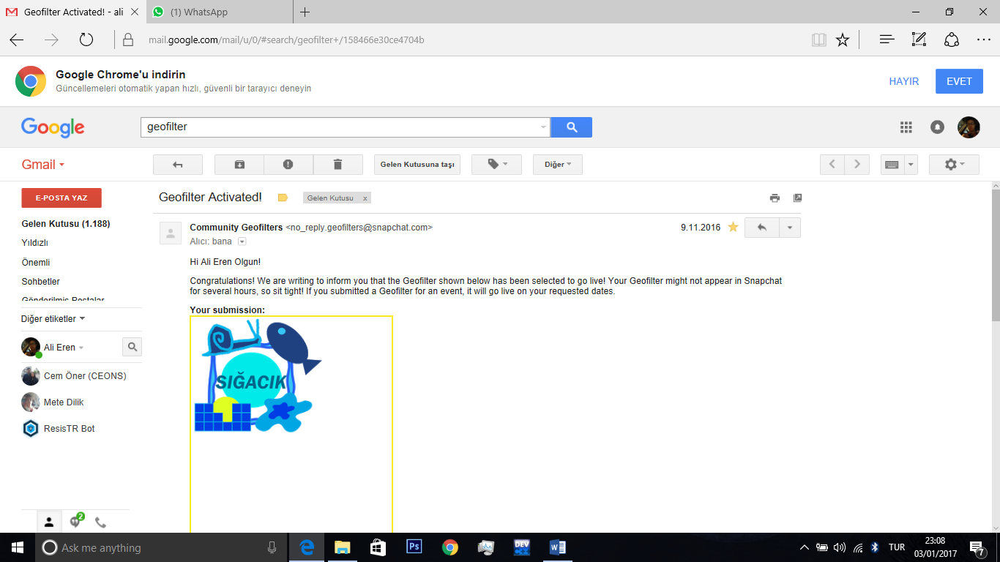 Geofilter Activated! - ali
(1) WhatsApp
mail.google.com/mail/u/0/#search/geofilter+/158466e30ce4704b
Google Chrome'u indirin
Güncellemeleri otomatik yapan hızlı, güvenli bir tarayıcı deneyin
HAYIR
EVET
Google
geofilter
Gmail
Gelen Kutusuna taşı
Diğer
E-POSTA YAZ
Gelen Kutusu (1.188)
Yıldızlı
Önemli
Sohbetler
Gönderilmiş Postalar
Diğer etiketler
Ali Eren
Cem Öner (CEONS)
Mete Dilik
ResisTR Bot
2
Geofilter Activated!
Gelen Kutusu x
Community Geofilters <no_reply.geofilters@snapchat.com>
9.11.2016
Alıcı: bana
Hi Ali Eren Olgun!
Congratulations! We are writing to inform you that the Geofilter shown below has been selected to go live! Your Geofilter might not appear in Snapchat
for several hours, so sit tight! If you submitted a Geofilter for an event, it will go live on your requested dates.
Your submission:
SIĞACIK
Ask me anything
Ps
DEV
TUR
23:08
03/01/2017
7